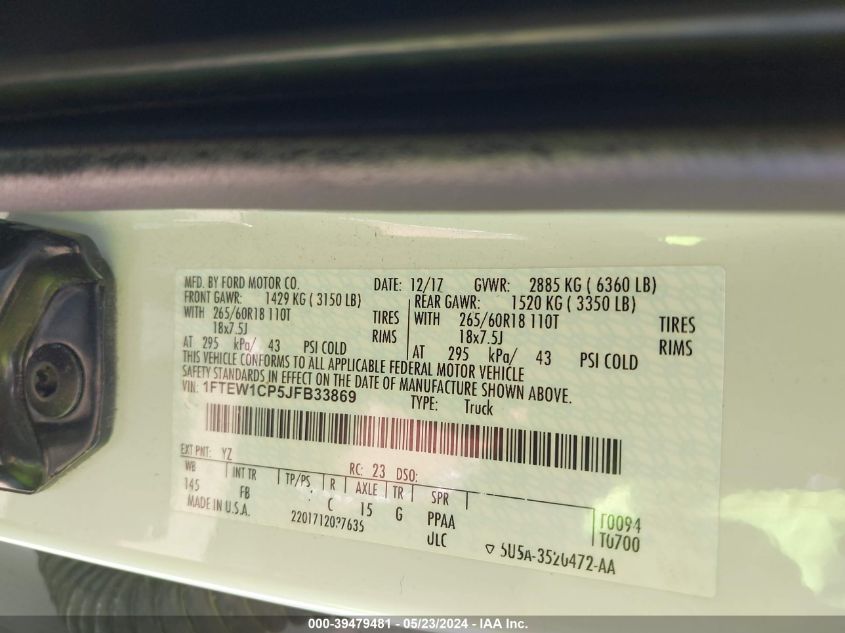 MFD. BY FORD MOTOR CO. DATE: 12/17 GVWR: 2885 KG ( 6360 LB)
FRONT GAWR: 1429 KG ( 3150 LB) REAR GAWR: 1520 KG ( 3350 LB)
WITH 265/60R18 110T TIRES WITH 265/60R18 110T TIRES
18x7.5J RIMS 18x7.5J RIMS
AT 295 kPa/ 43 PSI COLD AT 295 kPa/ 43 PSI COLD
THIS VEHICLE CONFORMS TO ALL APPLICABLE FEDERAL MOTOR VEHICLE
SAFETY STANDARDS IN EFFECT ON THE DATE OF MANUFACTURE SHOWN ABOVE.
VIN: 1FTEW1CP5JFB33869 TYPE: Truck
EXT PNT: YZ RC: 23 DSO:
WB INT TR TP/PS R AXLE TR SPR
145 FB C 15 G PPAA T0094
MADE IN U.S.A. JLC T0700
000-39479481 - 05/23/2024 - IAA Inc.